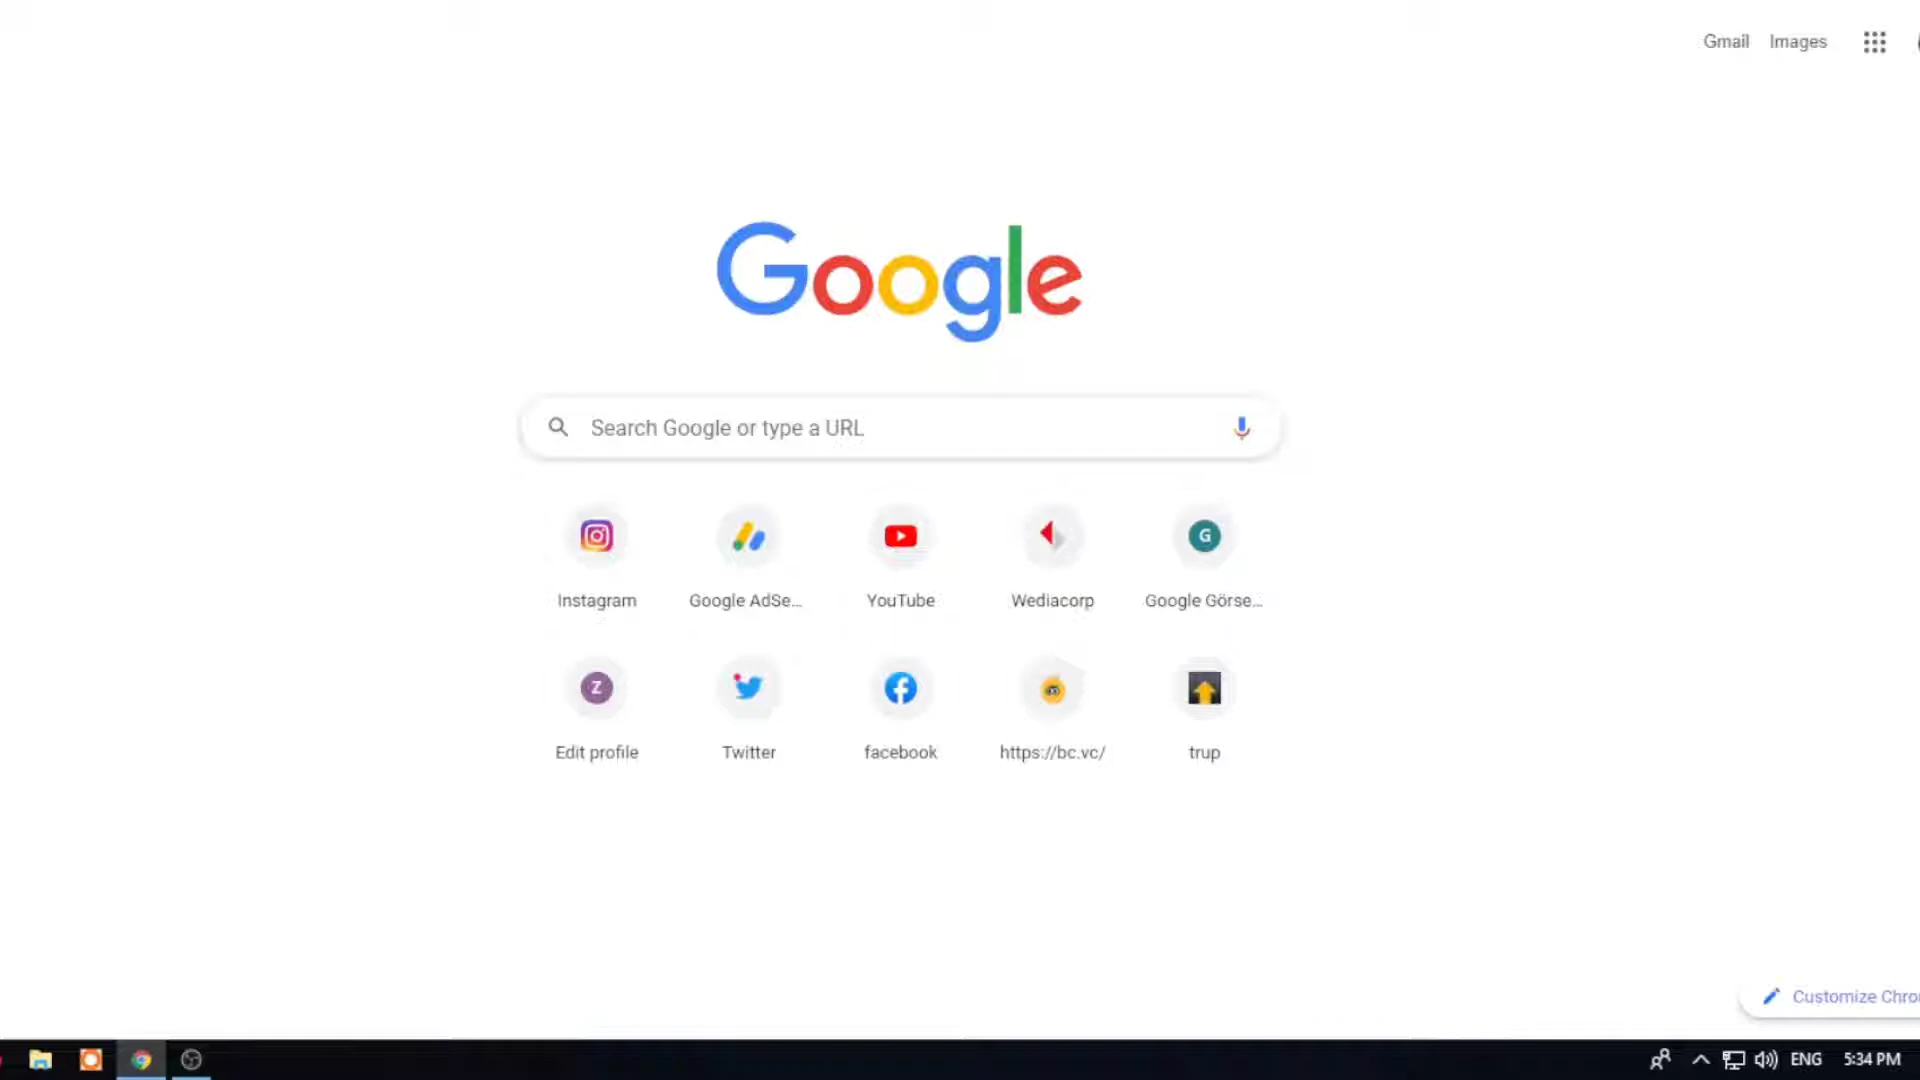 Gmail Images
Google
Search Google or type a URL
Instagram Google AdSe... YouTube Wediacorp Google Görse...
G
Z
Edit profile Twitter facebook https://bc.vc/ trup
Customize Chro
ENG 5:34 PM